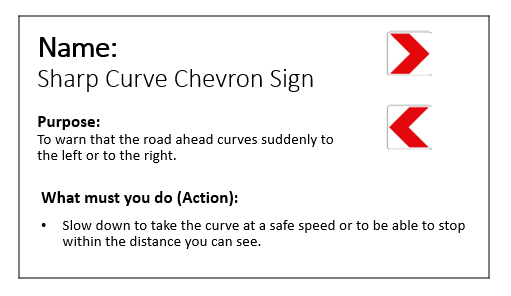 Name:
Sharp Curve Chevron Sign
Purpose:
To warn that the road ahead curves suddenly to
the left or to the right.
What must you do (Action):
• Slow down to take the curve at a safe speed or to be able to stop
within the distance you can see.